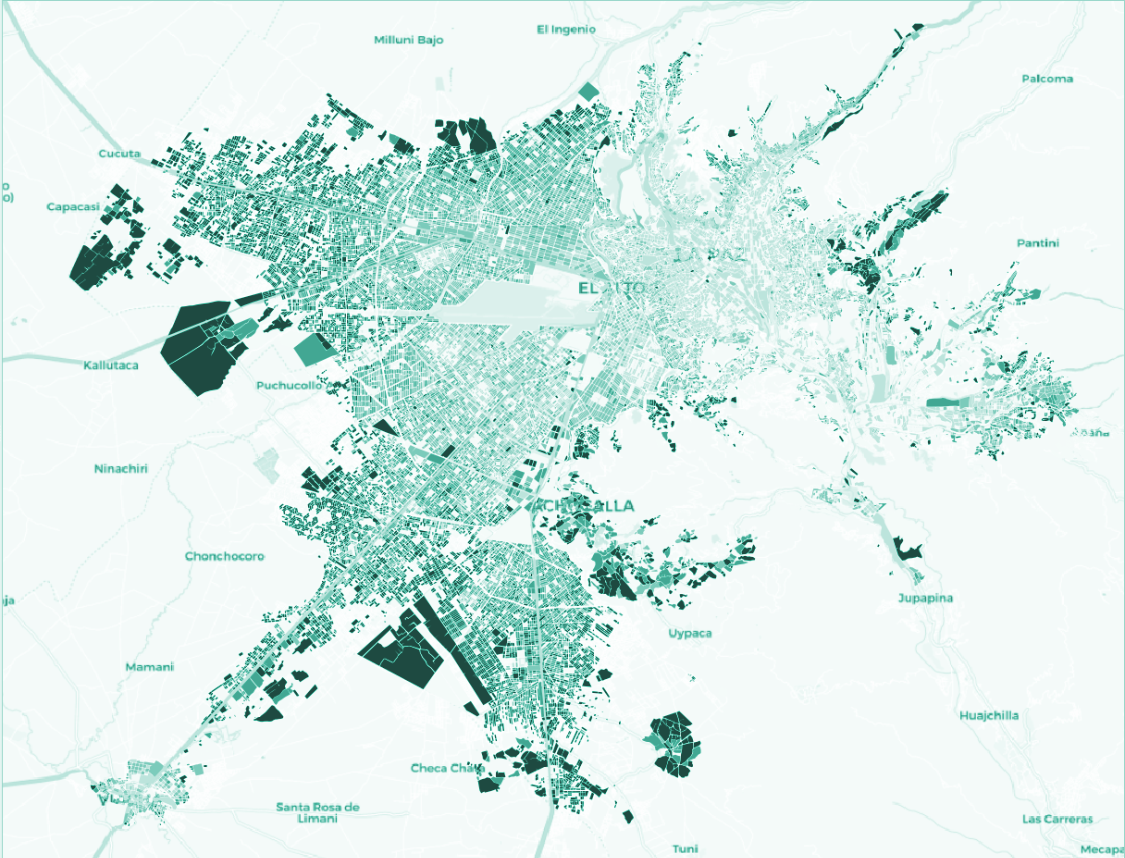 El Ingenio
Milluni Bajo
Palcoma
Cucuta
Capacasi
Pantini
LA PAZ
EL ALTO
Kallutaca
Puchucollo
Ninachiri
ACHOCALLA
Chonchocoro
Jupapina
Uypaca
Mamani
Huajchilla
Checa Chata
Santa Rosa de
Limani
Las Carreras
Tuni
Mecapa